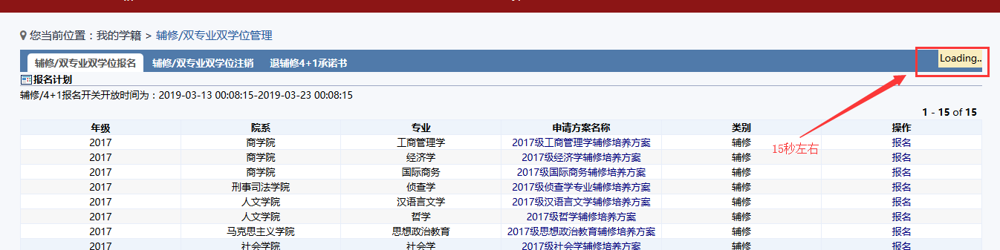 您当前位置：我的学籍 > 辅修/双专业双学位管理
辅修/双专业双学位报名 辅修/双专业双学位注销 退辅修4+1承诺书 Loading..
报名计划
辅修/4+1报名开关开放时间为：2019-03-13 00:08:15-2019-03-23 00:08:15
1 - 15 of 15
年级 院系 专业 申请方案名称 类别 操作
2017 商学院 工商管理学 2017级工商管理学辅修培养方案 辅修 报名
15秒左右
2017 商学院 经济学 2017级经济学辅修培养方案 辅修 报名
2017 商学院 国际商务 2017级国际商务辅修培养方案 辅修 报名
2017 刑事司法学院 侦查学 2017级侦查学专业辅修培养方案 辅修 报名
2017 人文学院 汉语言文学 2017级汉语言文学辅修培养方案 辅修 报名
2017 人文学院 哲学 2017级哲学辅修培养方案 辅修 报名
2017 马克思主义学院 思想政治教育 2017级思想政治教育辅修培养方案 辅修 报名
2017 社会学院 社会学 2017级社会学辅修培养方案 辅修 报名